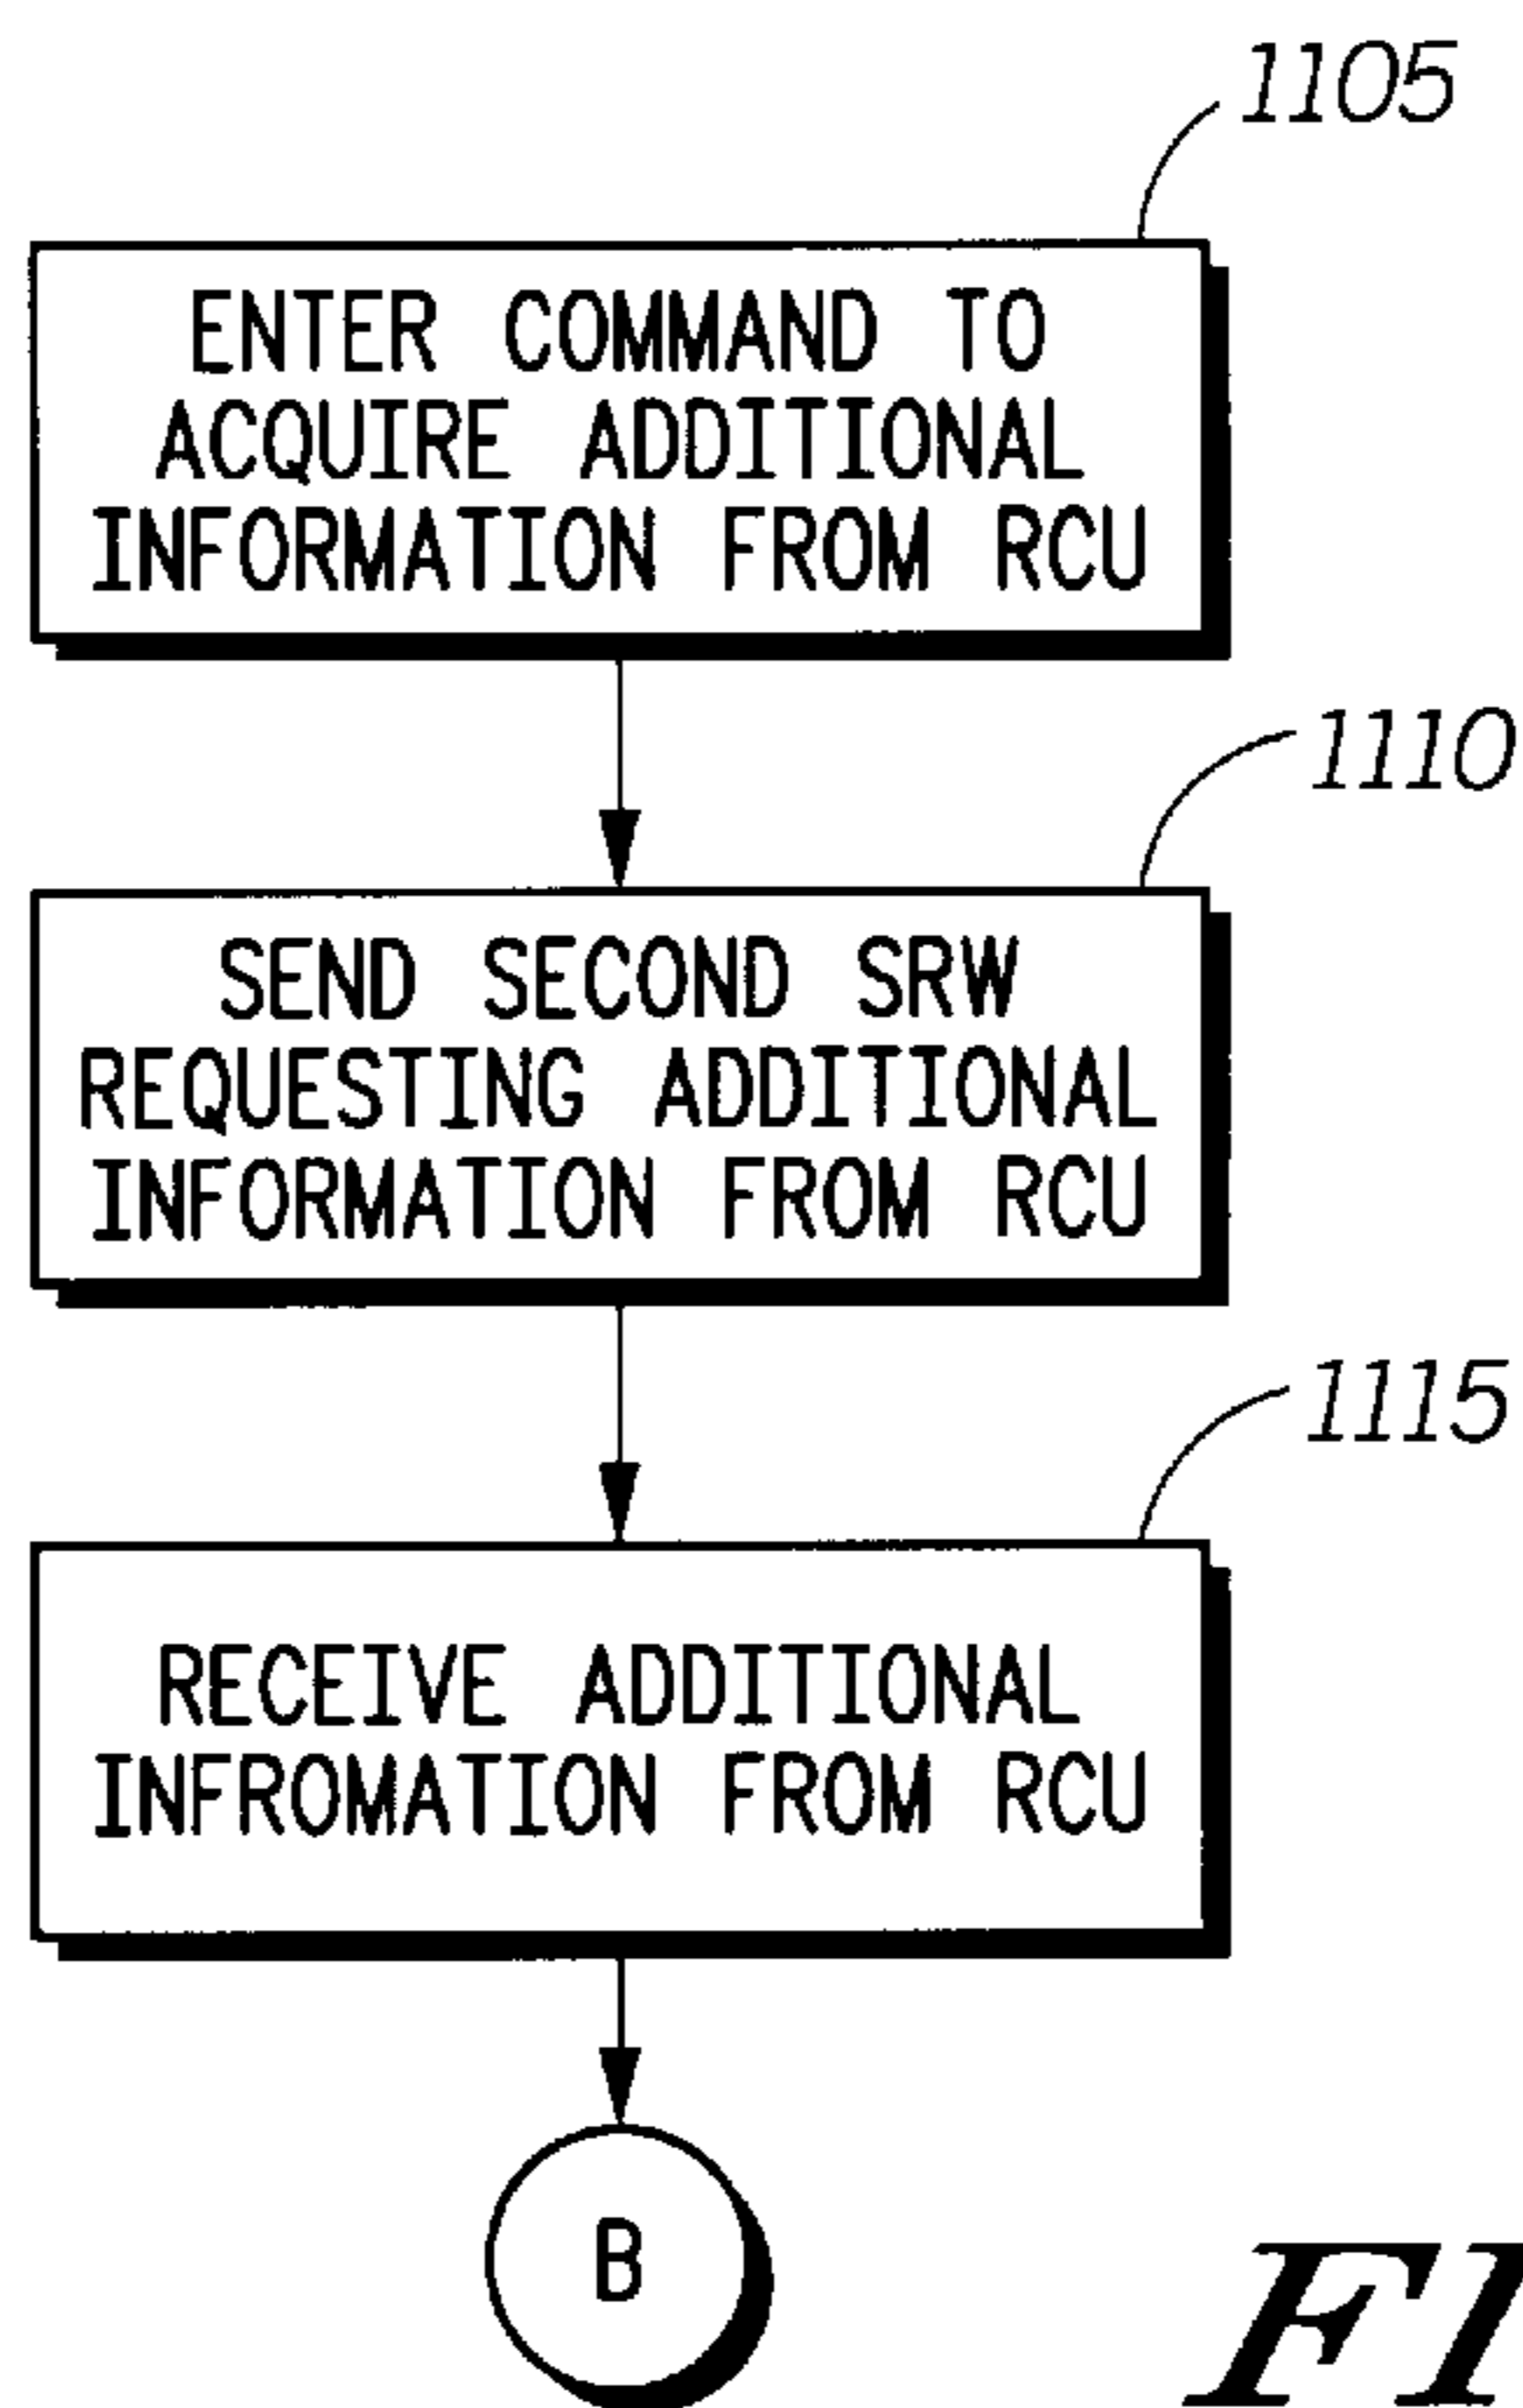 1105
ENTER COMMAND TO
ACQUIRE ADDITIONAL
INFORMATION FROM RCU
1110
SEND SECOND SRW
REQUESTING ADDITIONAL
INFORMATION FROM RCU
1115
RECEIVE ADDITIONAL
INFROMATION FROM RCU
B